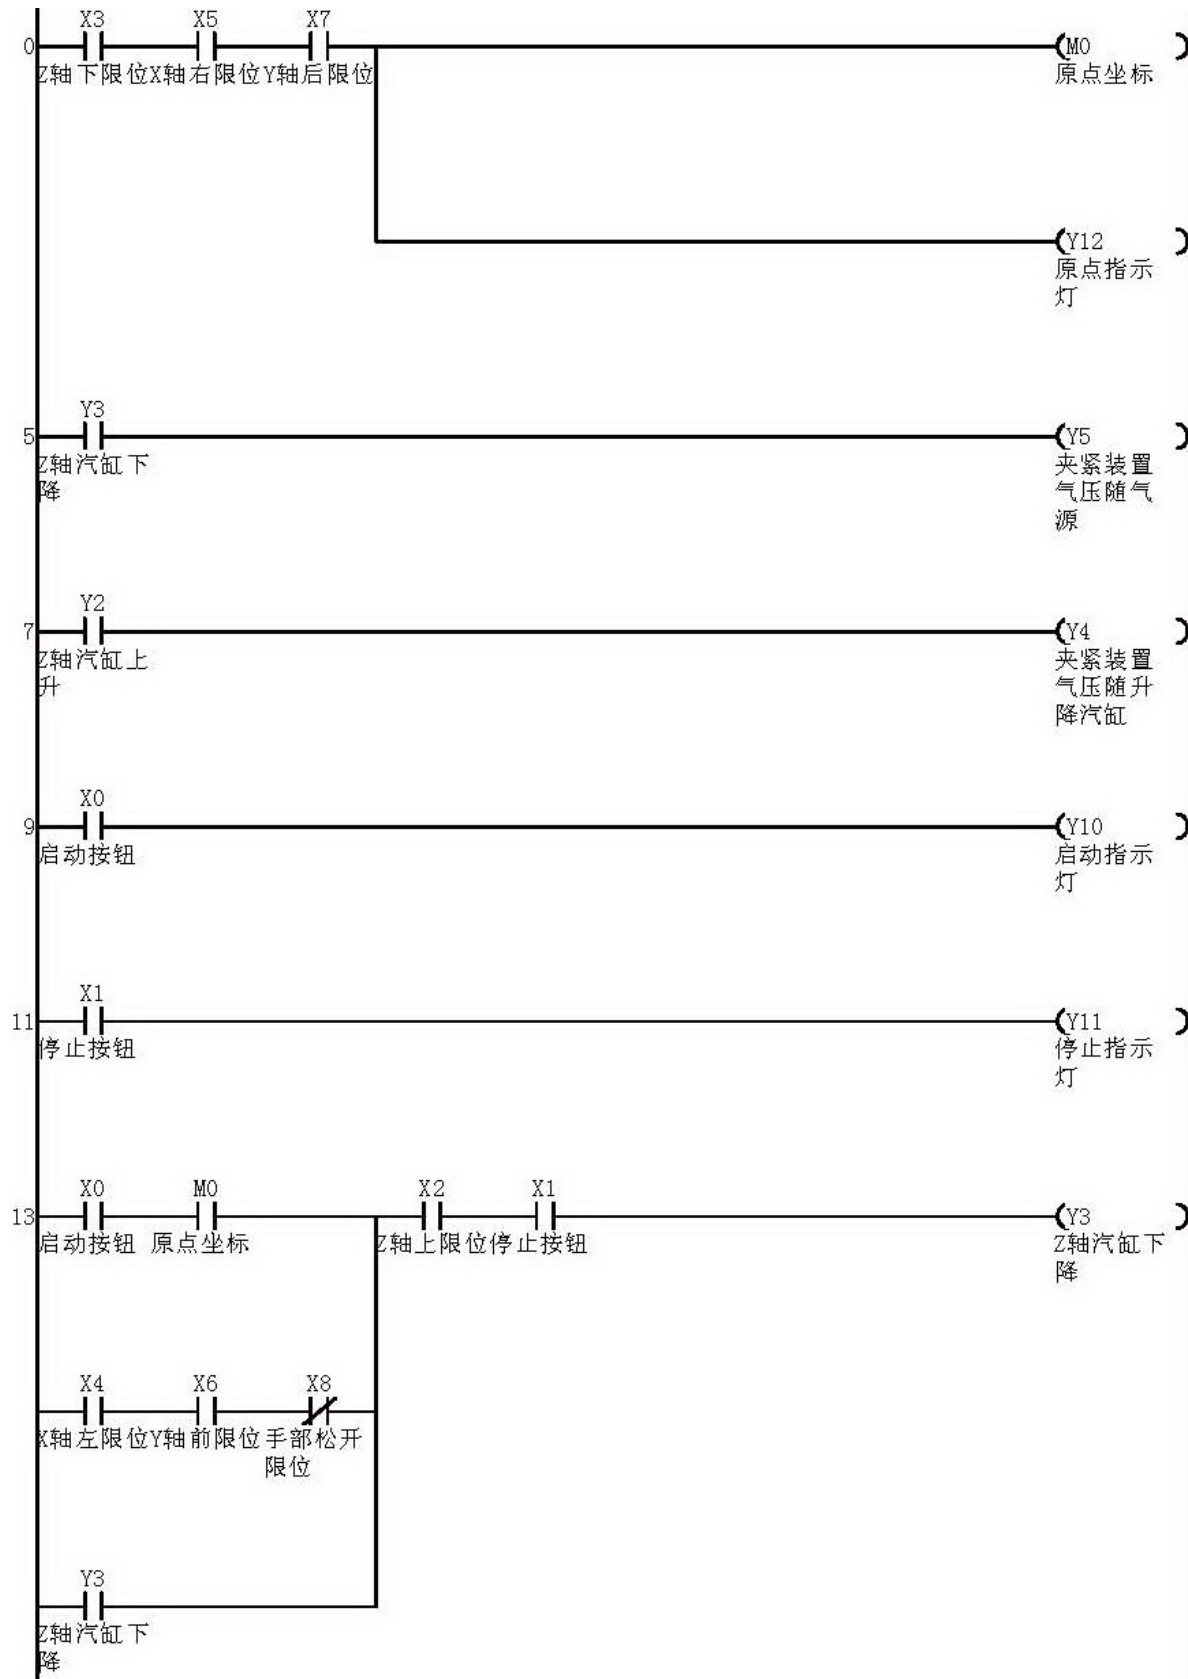 X3 X5 X7
0 M0
Z轴下限位 X轴右限位 Y轴后限位 原点坐标
Y12
原点指示
灯
Y3
5 Y5
Z轴汽缸下 夹紧装置
降 气压随气
源
Y2
7 Y4
Z轴汽缸上 夹紧装置
升 气压随升
降汽缸
X0
9 Y10
启动按钮 启动指示
灯
X1
11 Y11
停止按钮 停止指示
灯
X0 M0 X2 X1
13 Y3
启动按钮 原点坐标 Z轴上限位 停止按钮 Z轴汽缸下
降
X4 X6 X8
X轴左限位 Y轴前限位 手部松开
限位
Y3
Z轴汽缸下
降